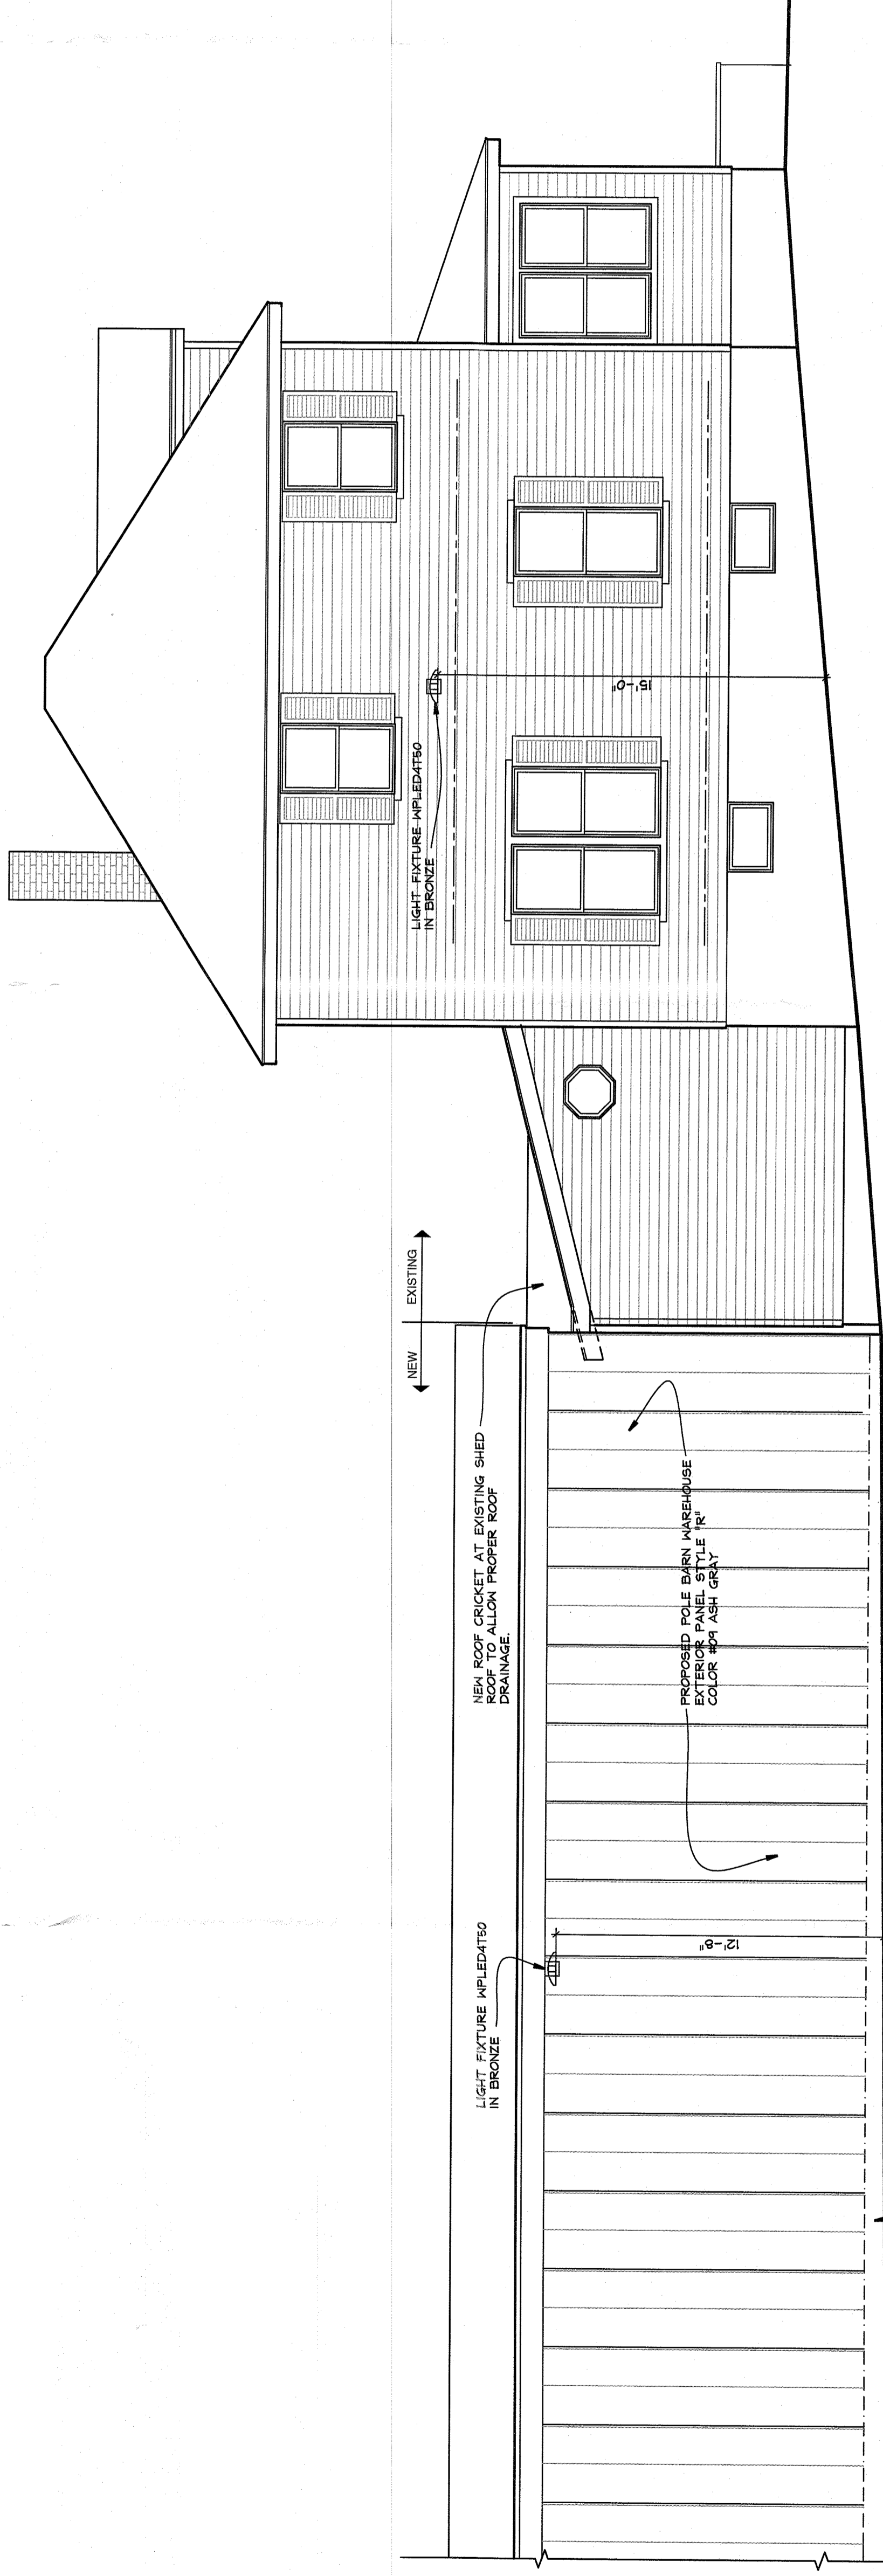 LIGHT FIXTURE WPLED4T50
IN BRONZE
15'-0"
EXISTING
NEW
NEW ROOF CRICKET AT EXISTING SHED
ROOF TO ALLOW PROPER ROOF
DRAINAGE.
PROPOSED POLE BARN WAREHOUSE
EXTERIOR PANEL STYLE "R"
COLOR #09 ASH GRAY
LIGHT FIXTURE WPLED4T50
IN BRONZE
12'-8"